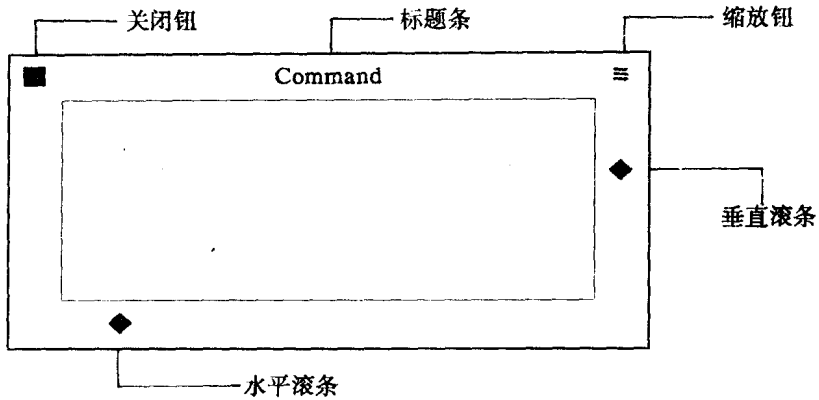 关闭钮
标题条
缩放钮
Command
垂直滚条
水平滚条